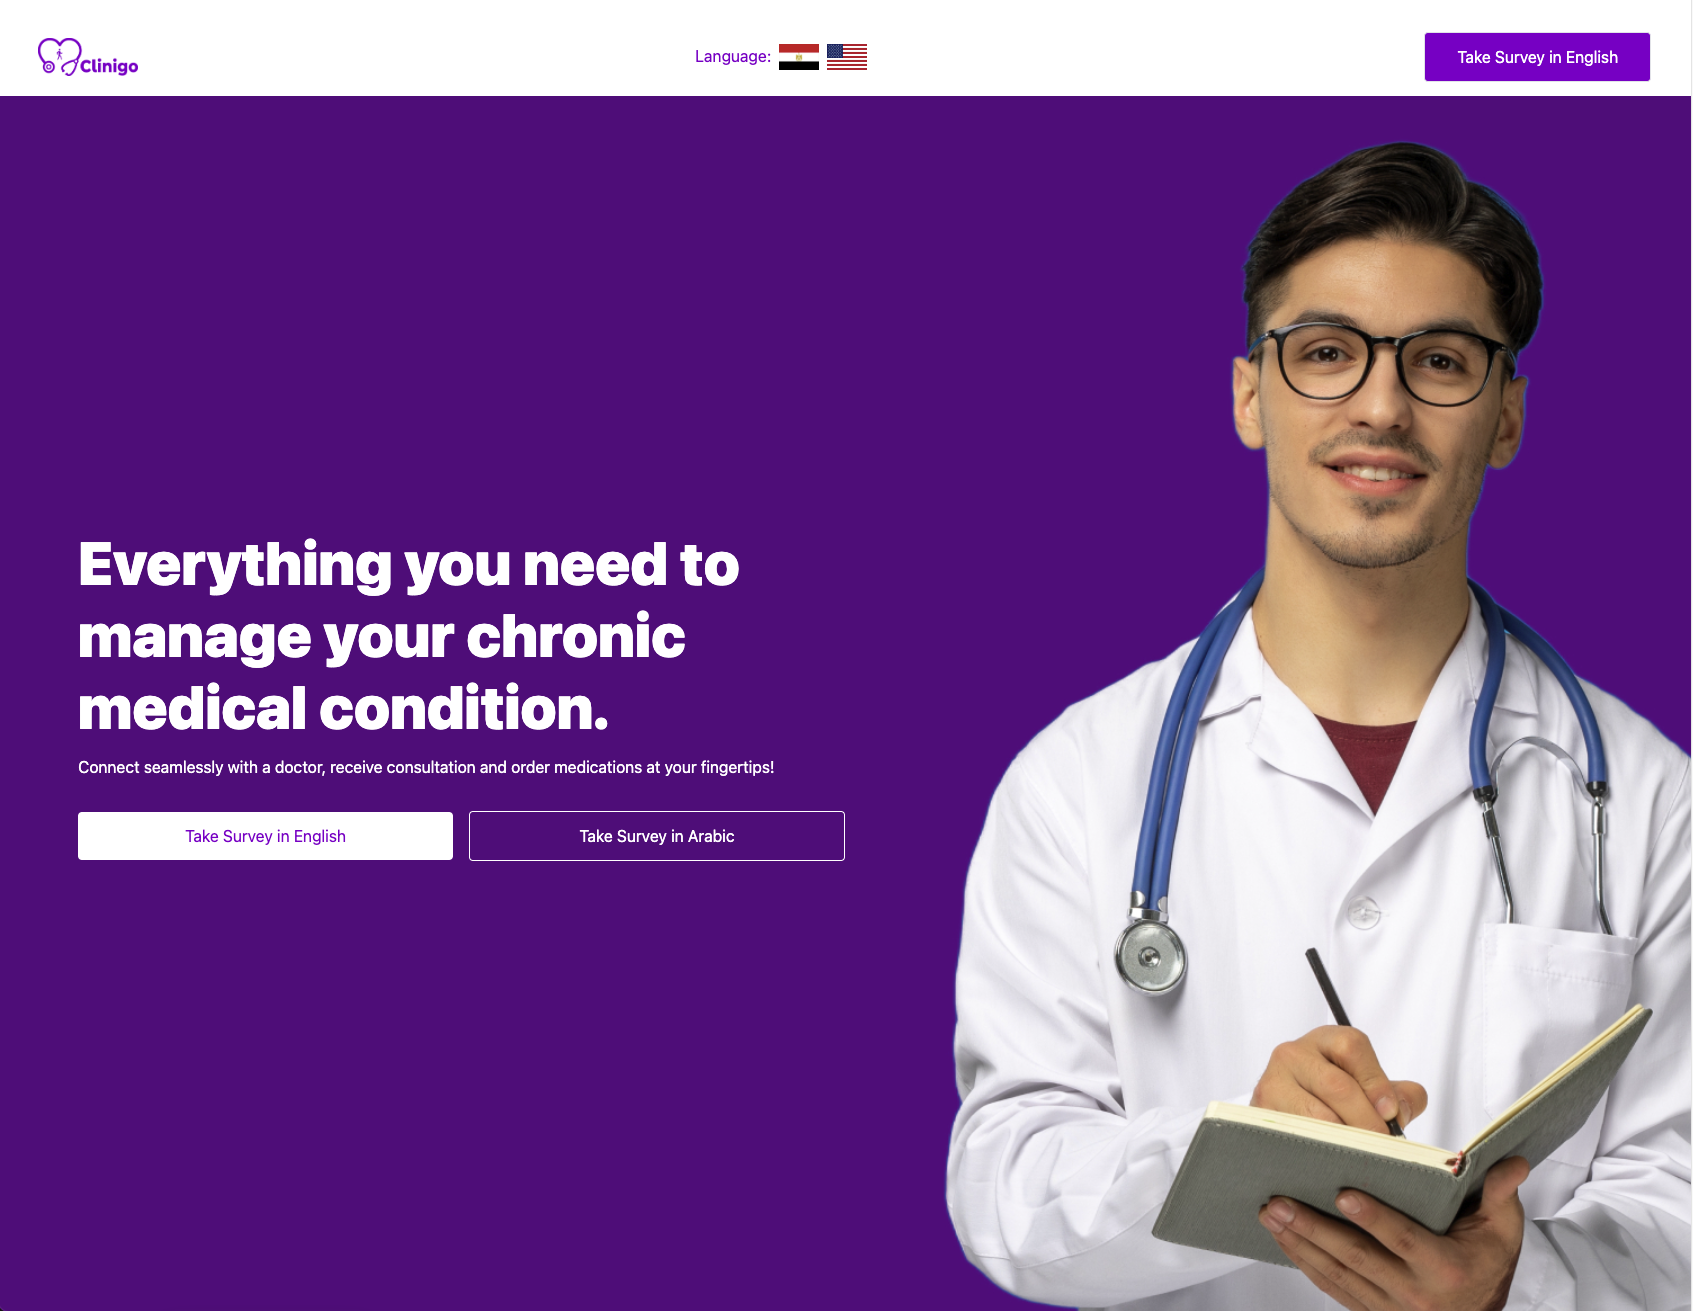 Clinigo
Language:
Take Survey in English
Everything you need to
manage your chronic
medical condition.
Connect seamlessly with a doctor, receive consultation and order medications at your fingertips!
Take Survey in English
Take Survey in Arabic